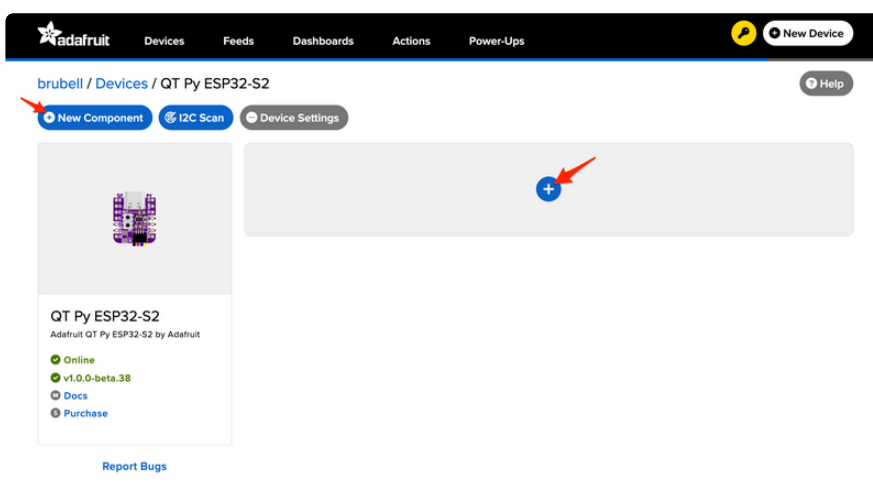 adafruit Devices Feeds Dashboards Actions Power-Ups New Device
brubell / Devices / QT Py ESP32-S2 Help
New Component I2C Scan Device Settings
QT Py ESP32-S2
Adafruit QT Py ESP32-S2 by Adafruit
Online
v1.0.0-beta.38
Docs
Purchase
Report Bugs